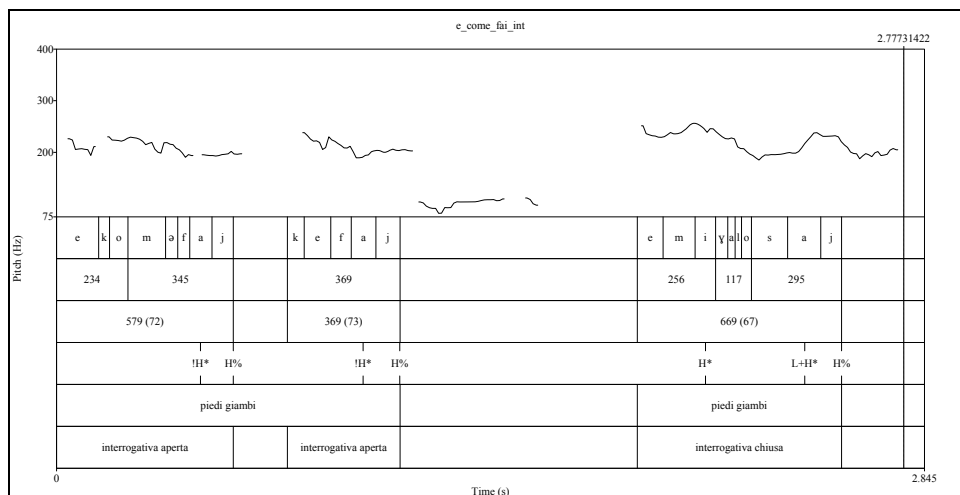 e_come_fai_int
2.77731422
400
300
200
75
Pitch (Hz)
e k o m ə f a j k e f a j e m i ɣ a l o s a j
234 345 369 256 117 295
579 (72) 369 (73) 669 (67)
!H* H% !H* H% H* L+H* H%
piedi giambi piedi giambi
interrogativa aperta interrogativa aperta interrogativa chiusa
0 2.845
Time (s)